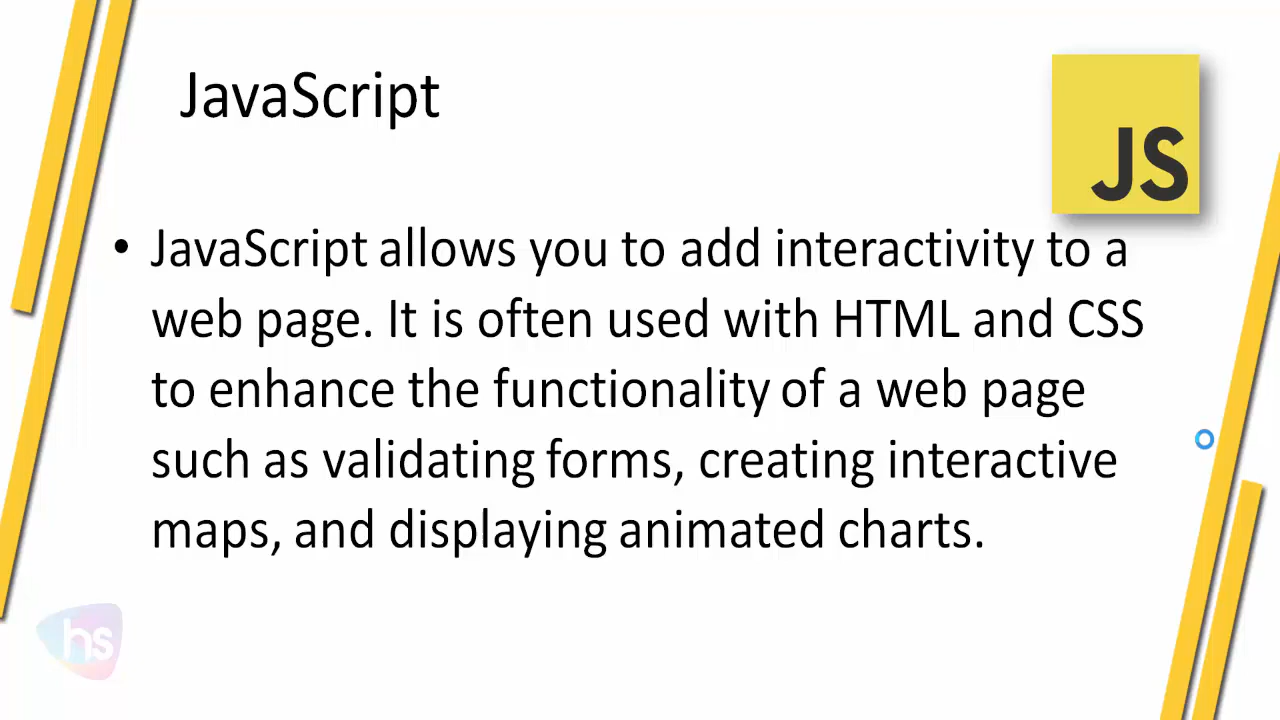 JavaScript
JS
• JavaScript allows you to add interactivity to a
web page. It is often used with HTML and CSS
to enhance the functionality of a web page
such as validating forms, creating interactive
maps, and displaying animated charts.
hs